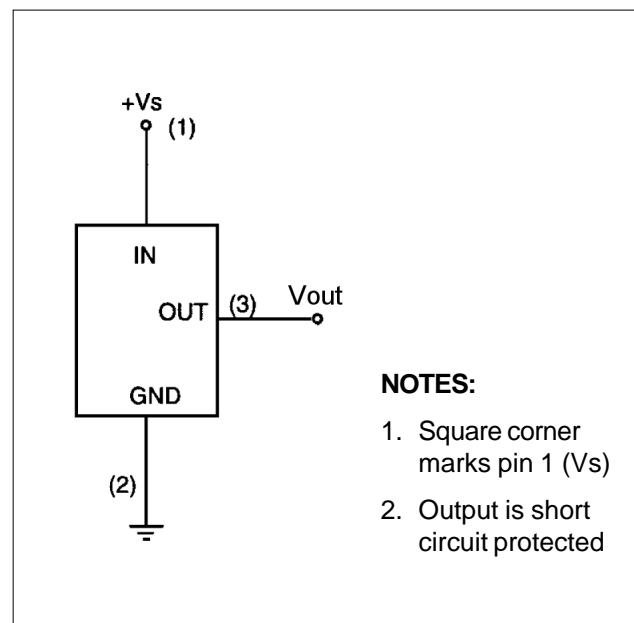 +Vs
(1)
IN
OUT
(3)
Vout
GND
(2)
NOTES:
1. Square corner
marks pin 1 (Vs)
2. Output is short
circuit protected